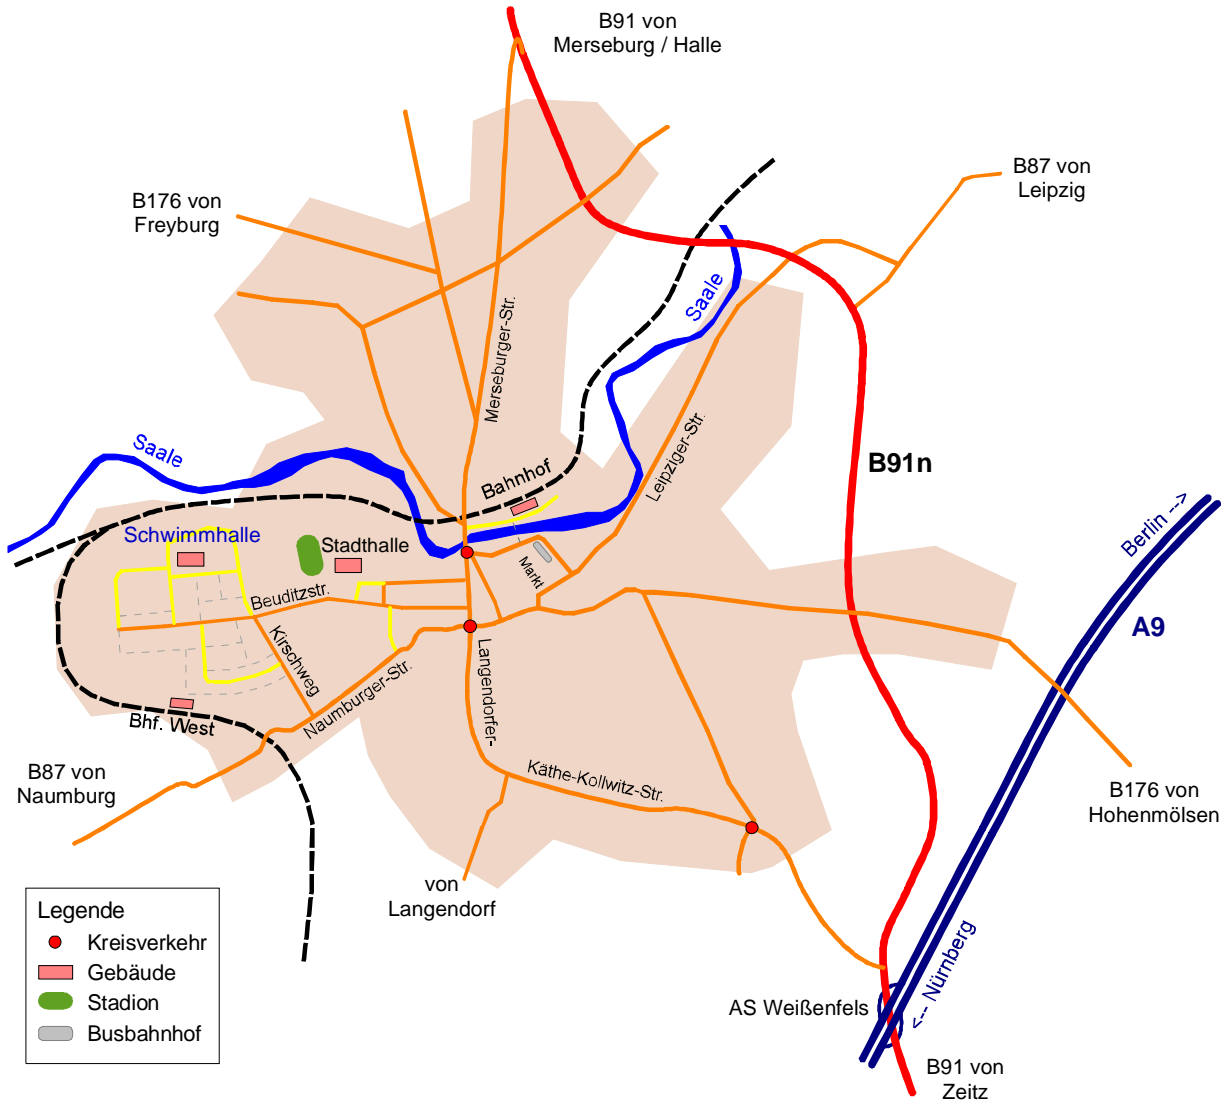 B91 von
Merseburg / Halle
B87 von
Leipzig
B176 von
Freyburg
Saale
Merseburger-Str.
Leipziger-Str.
Saale
Bahnhof
B91n
Berlin -->
Schwimmhalle
Stadthalle
Markt
A9
Beuditzstr.
Kirschweg
Langendorfer-
Naumburger-Str.
Bhf. West
B87 von
Naumburg
Käthe-Kollwitz-Str.
B176 von
Hohenmölsen
von
Langendorf
Legende
Kreisverkehr
Gebäude
Stadion
Busbahnhof
<--- Nürnberg
AS Weißenfels
B91 von
Zeitz